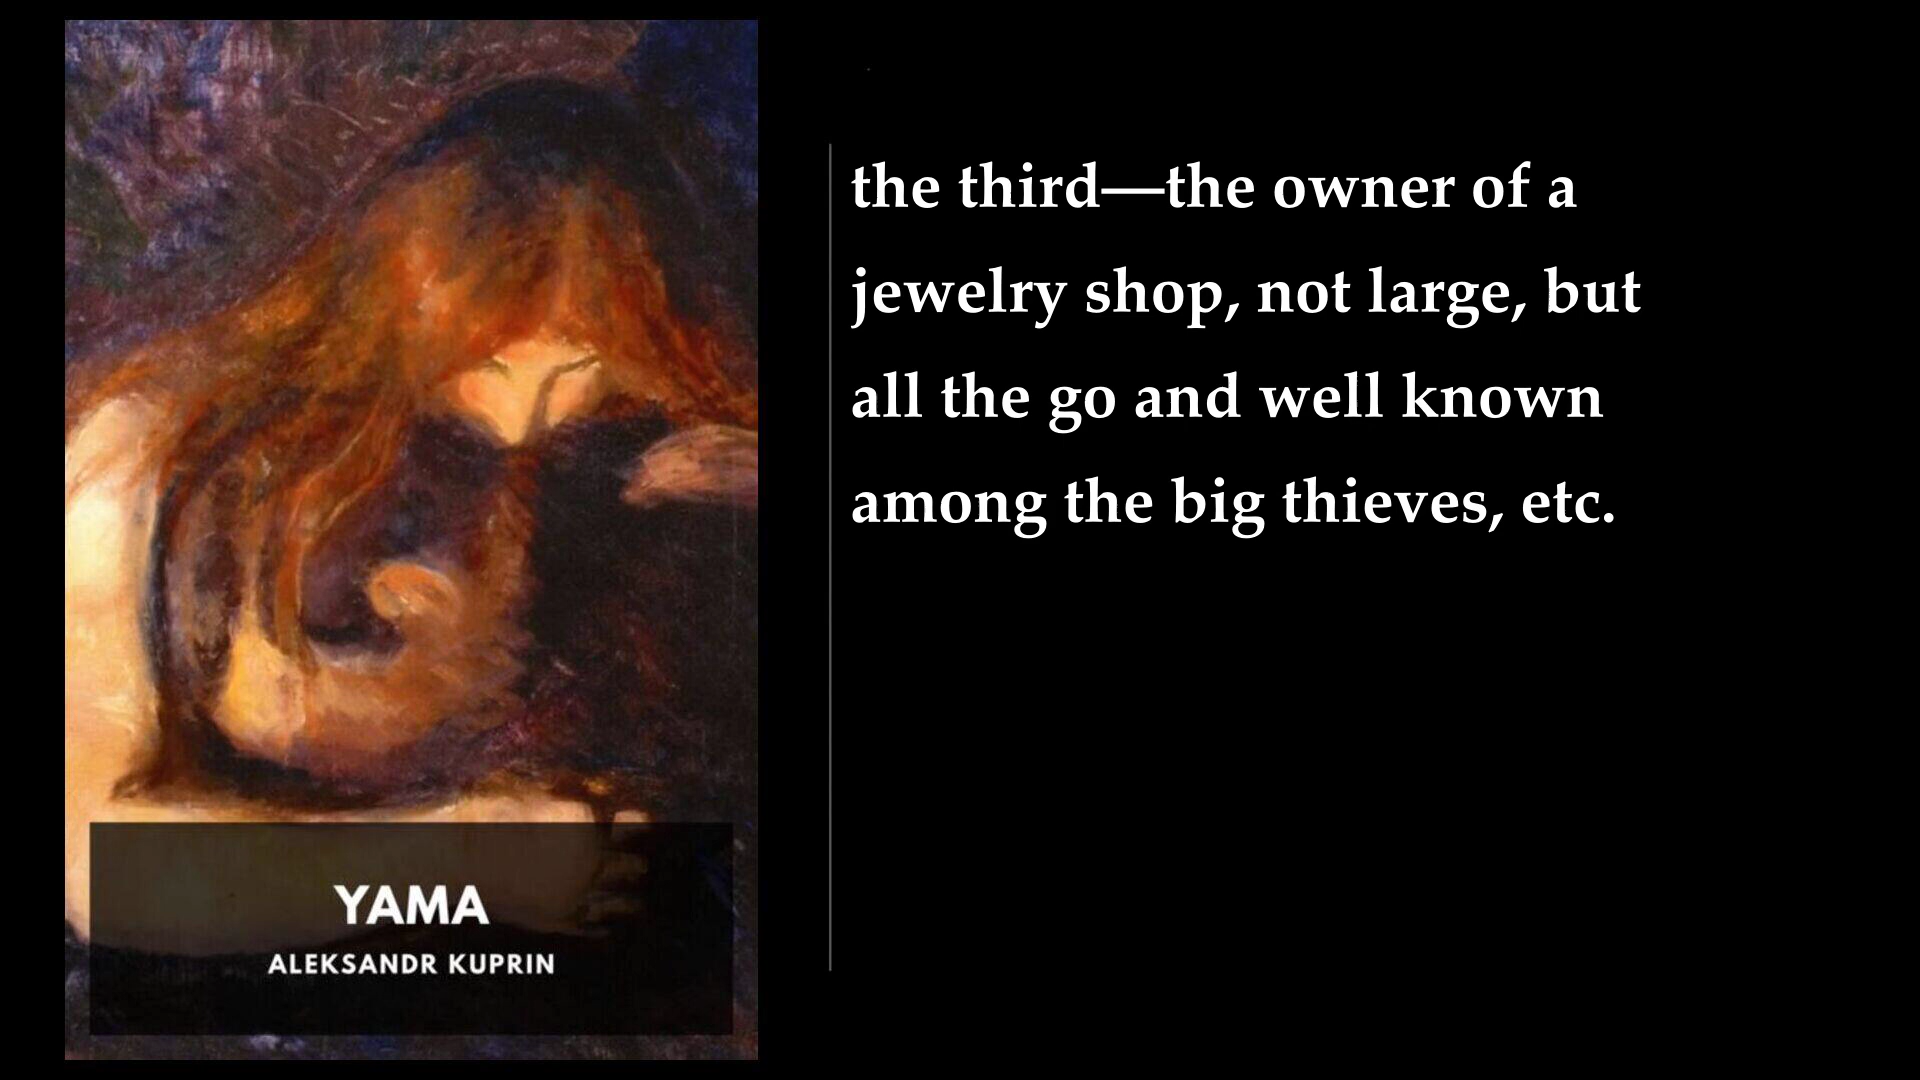 the third—the owner of a
jewelry shop, not large, but
all the go and well known
among the big thieves, etc.
YAMA
ALEKSANDR KUPRIN